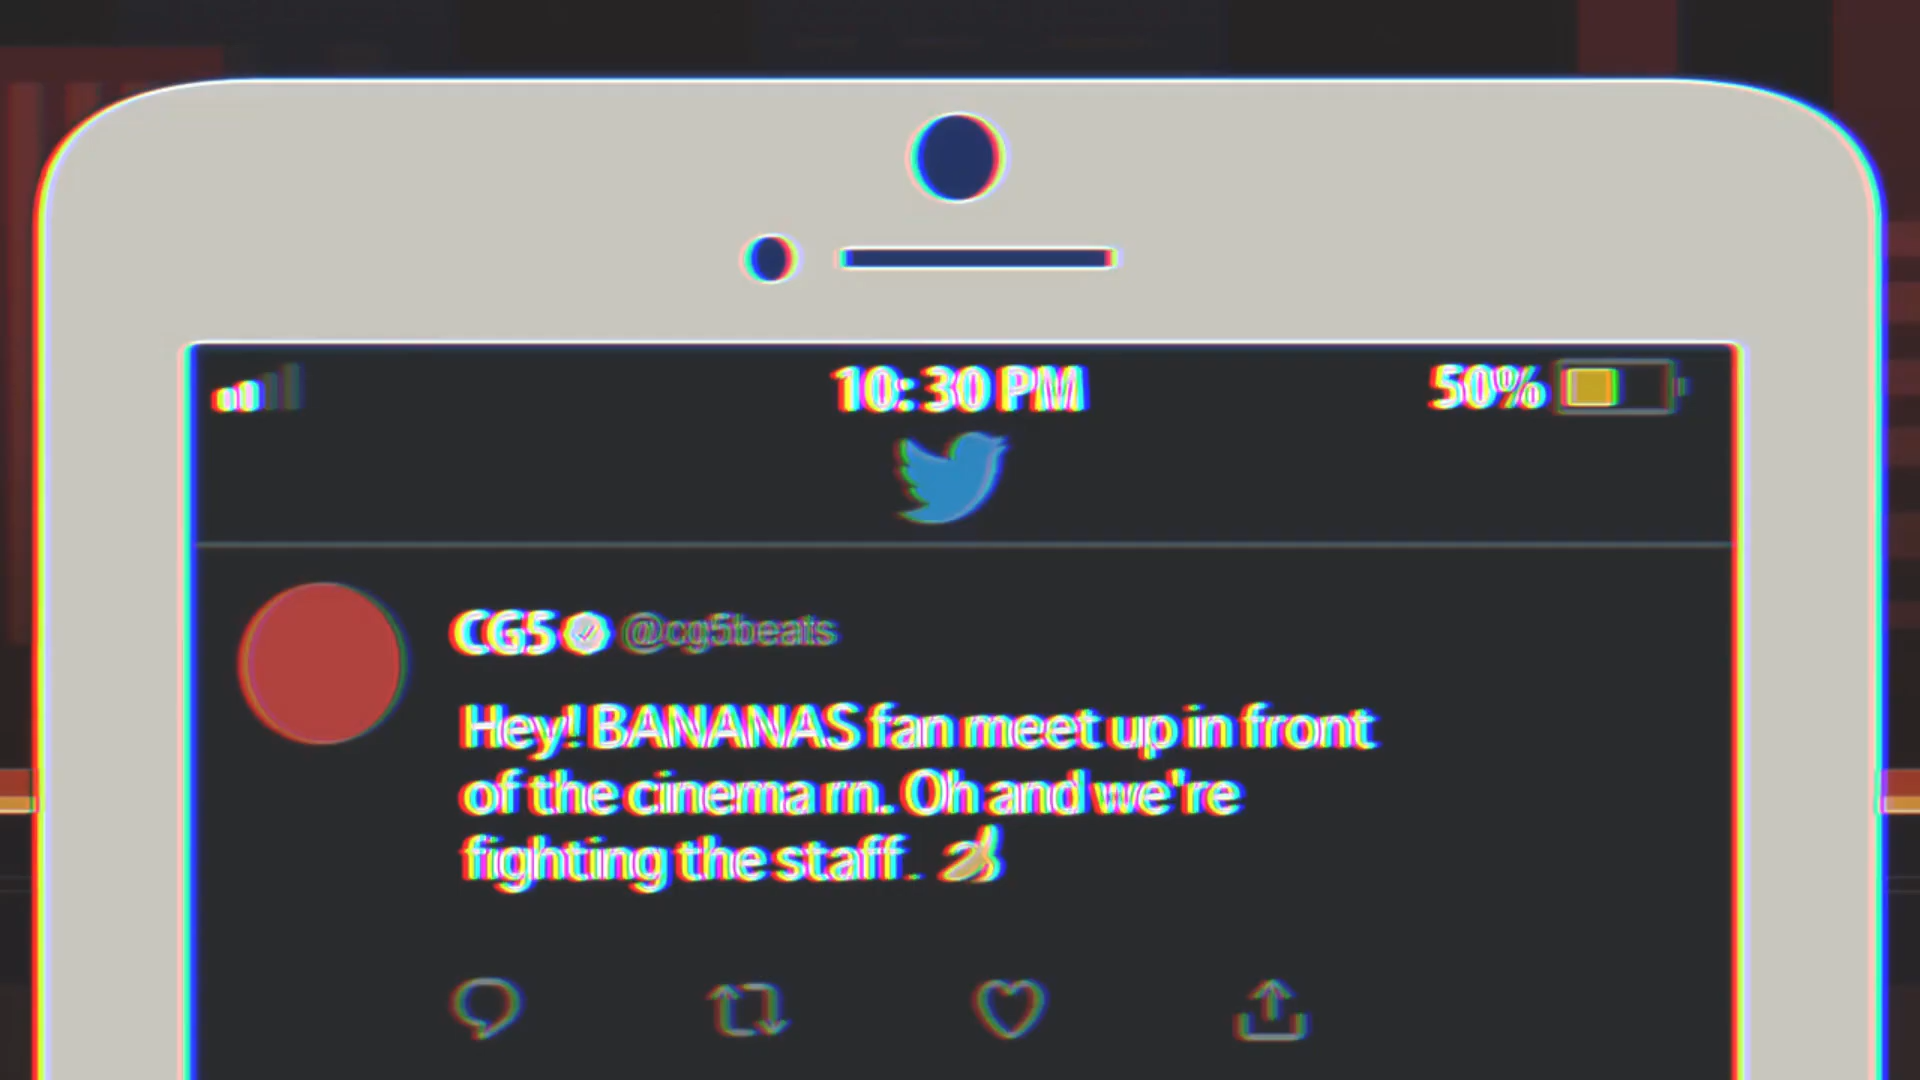 10:30 PM 50%
CG5 @cg5beats
Hey! BANANAS fan meet up in front
of the cinema rn. Oh and we're
fighting the staff. 🍌